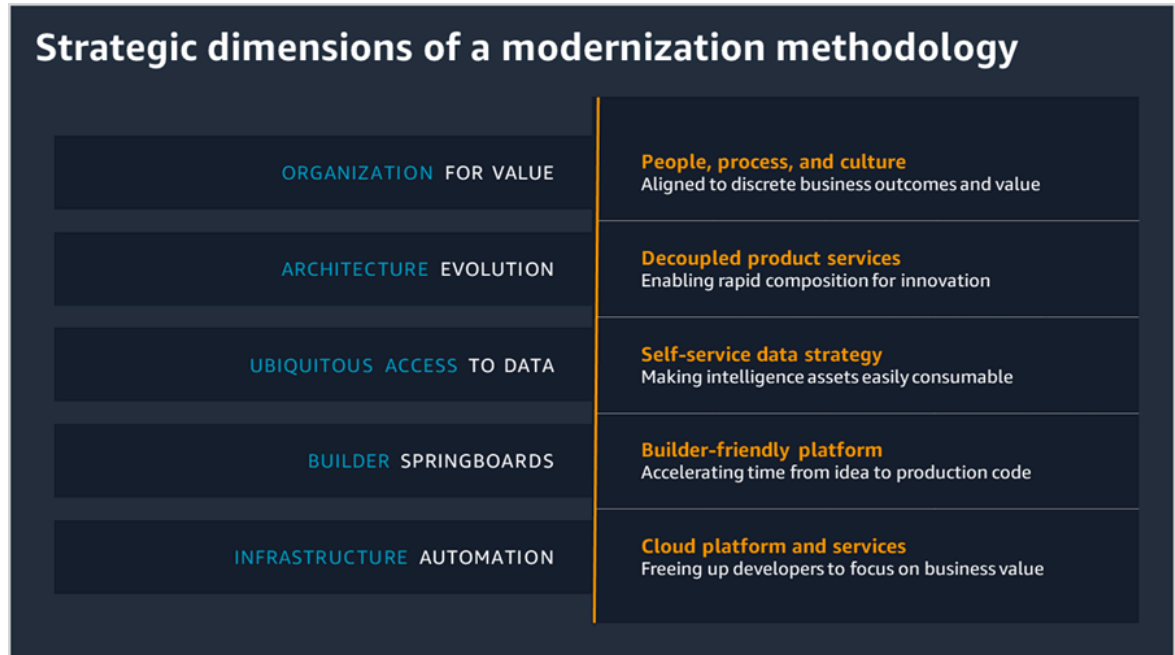 Strategic dimensions of a modernization methodology
ORGANIZATION FOR VALUE
People, process, and culture
Aligned to discrete business outcomes and value
ARCHITECTURE EVOLUTION
Decoupled product services
Enabling rapid composition for innovation
UBIQUITOUS ACCESS TO DATA
Self-service data strategy
Making intelligence assets easily consumable
BUILDER SPRINGBOARDS
Builder-friendly platform
Accelerating time from idea to production code
INFRASTRUCTURE AUTOMATION
Cloud platform and services
Freeing up developers to focus on business value